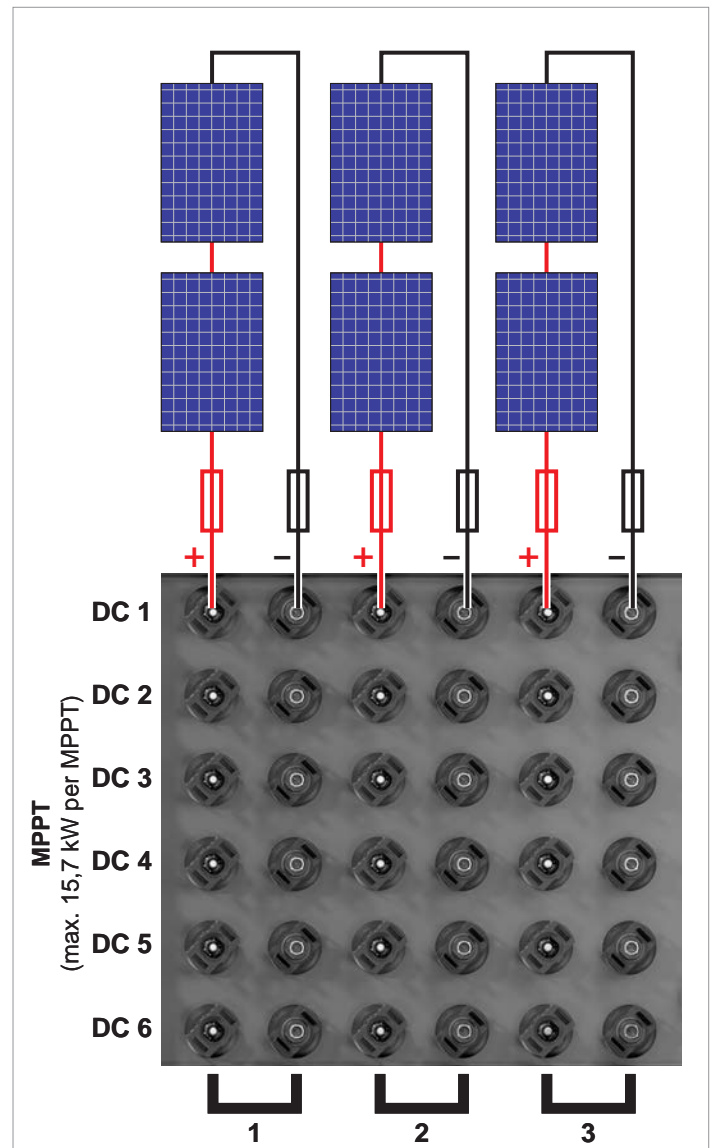 + – + – + –
DC 1
DC 2
DC 3
DC 4
DC 5
DC 6
MPPT
(max. 15,7 kW per MPPT)
1 2 3